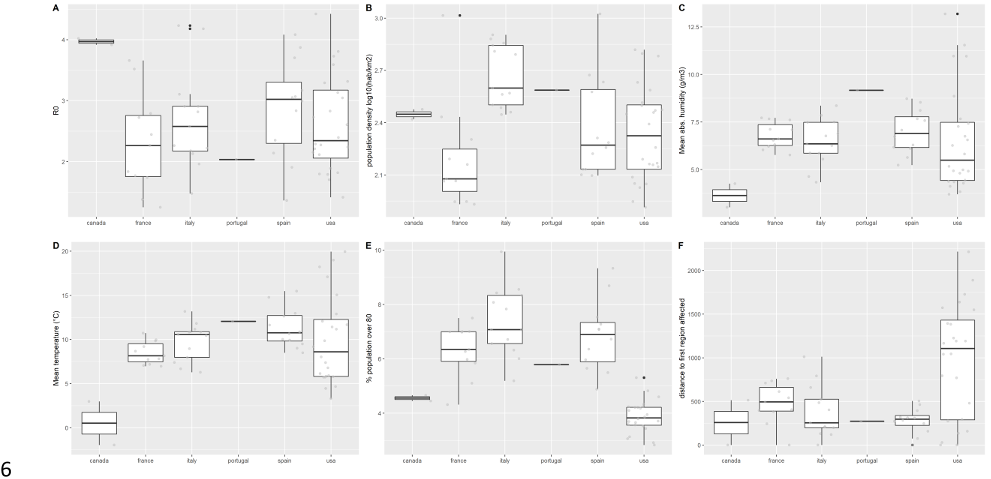 A
R0
4
3
2
canada france italy portugal spain usa
B
population density log10(hab/km2)
3.0
2.7
2.4
2.1
canada france italy portugal spain usa
C
Mean abs. humidity (g/m3)
12.5
10.0
7.5
5.0
canada france italy portugal spain usa
D
Mean temperature (°C)
20
15
10
5
0
canada france italy portugal spain usa
E
% population over 80
10
8
6
4
canada france italy portugal spain usa
F
distance to first region affected
2000
1500
1000
500
0
canada france italy portugal spain usa
6